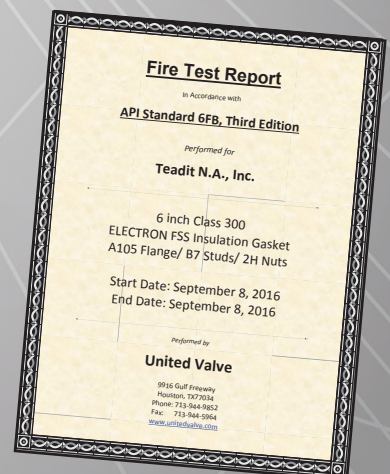 Fire Test Report
In Accordance with
API Standard 6FB, Third Edition
Performed for
Teadit N.A., Inc.
6 inch Class 300
ELECTRON FSS Insulation Gasket
A105 Flange/ B7 Studs/ 2H Nuts
Start Date: September 8, 2016
End Date: September 8, 2016
Performed by
United Valve
9916 Gulf Freeway
Houston, TX77034
Phone: 713-944-9852
Fax: 713-944-5964
www.unitedvalve.com